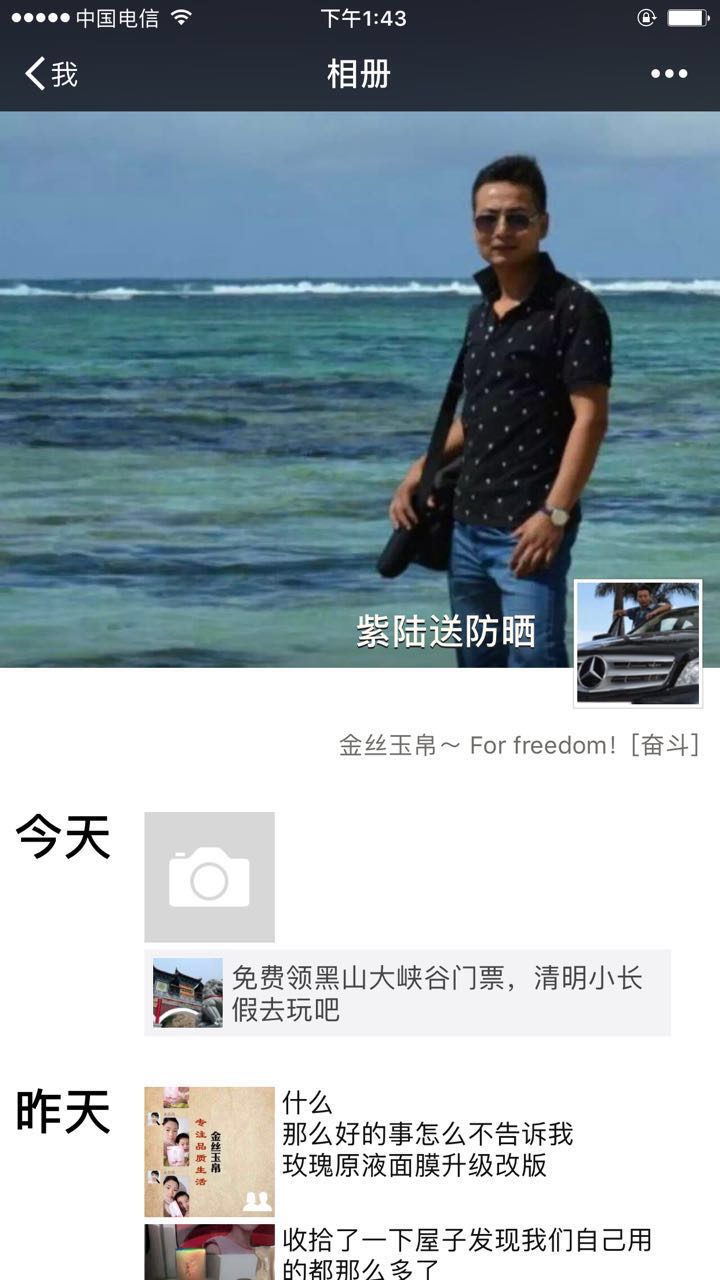 中国电信
下午1:43
我
相册
紫陆送防晒
金丝玉帛～ For freedom! [奋斗]
今天
免费领黑山大峡谷门票，清明小长
假去玩吧
昨天
专注品质生活
金丝玉帛
什么
那么好的事怎么不告诉我
玫瑰原液面膜升级改版
收拾了一下屋子发现我们自己用
的都那么多了